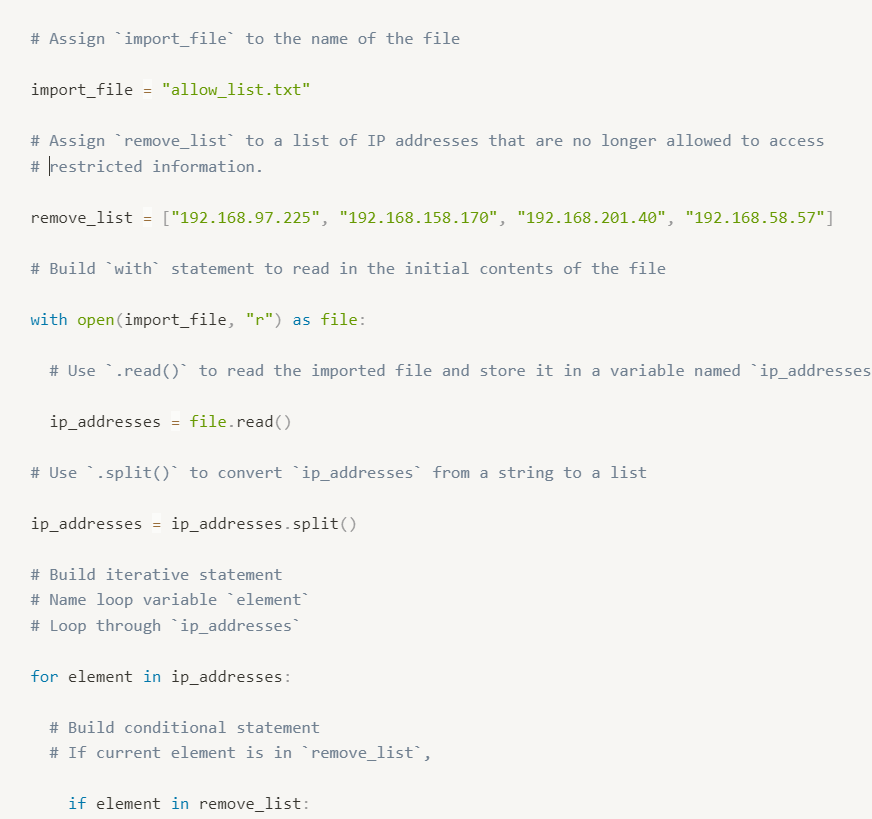 # Assign `import_file` to the name of the file
import_file = "allow_list.txt"
# Assign `remove_list` to a list of IP addresses that are no longer allowed to access
# restricted information.
remove_list = ["192.168.97.225", "192.168.158.170", "192.168.201.40", "192.168.58.57"]
# Build `with` statement to read in the initial contents of the file
with open(import_file, "r") as file:
  # Use `.read()` to read the imported file and store it in a variable named `ip_addresses
  ip_addresses = file.read()
# Use `.split()` to convert `ip_addresses` from a string to a list
ip_addresses = ip_addresses.split()
# Build iterative statement
# Name loop variable `element`
# Loop through `ip_addresses`
for element in ip_addresses:
  # Build conditional statement
  # If current element is in `remove_list`,
    if element in remove_list: